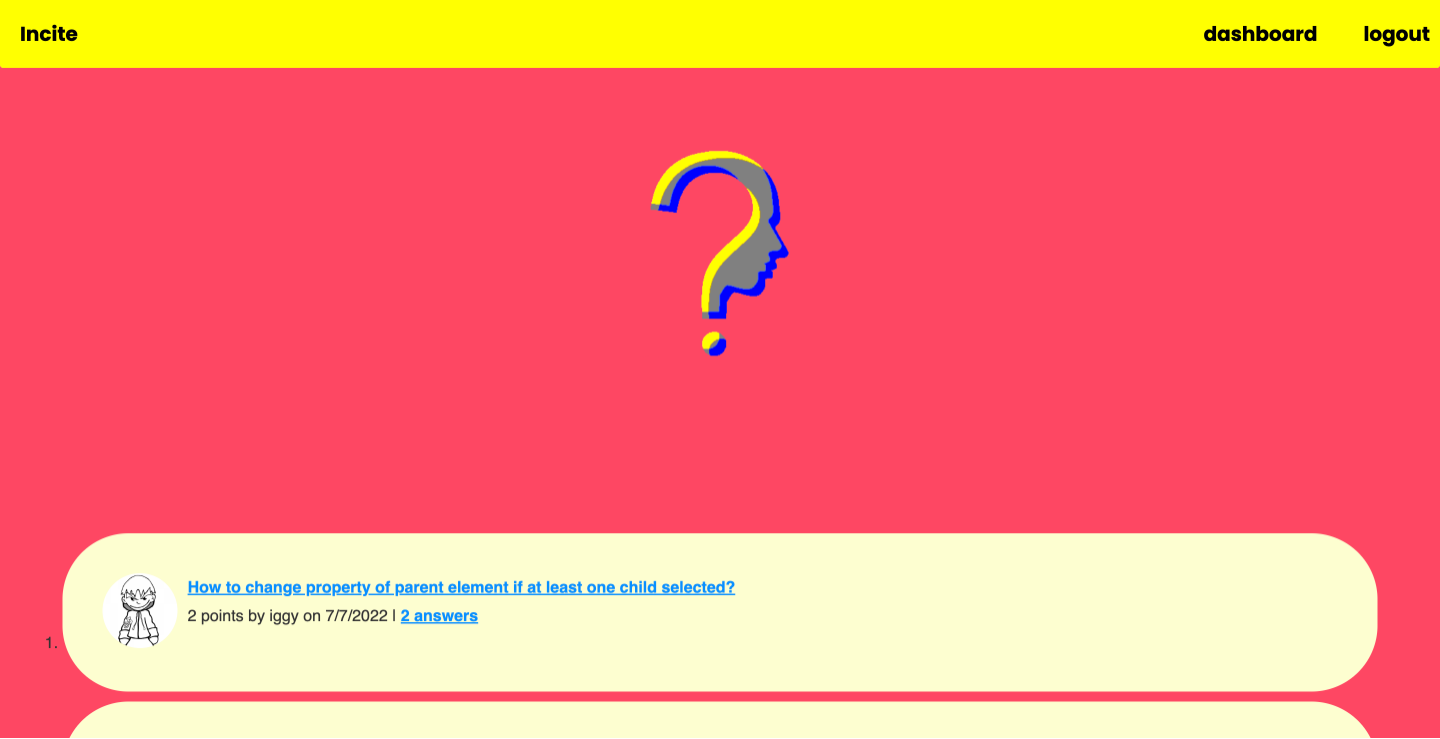 Incite
dashboard
logout
How to change property of parent element if at least one child selected?
2 points by iggy on 7/7/2022 | 2 answers
1.